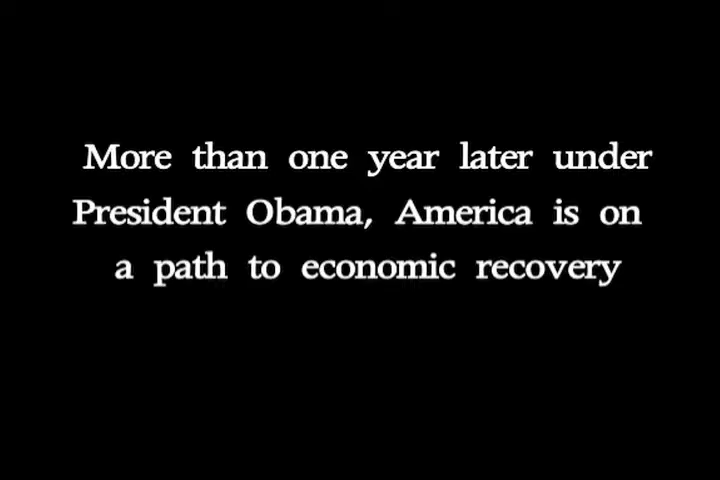 More than one year later under
President Obama, America is on
a path to economic recovery